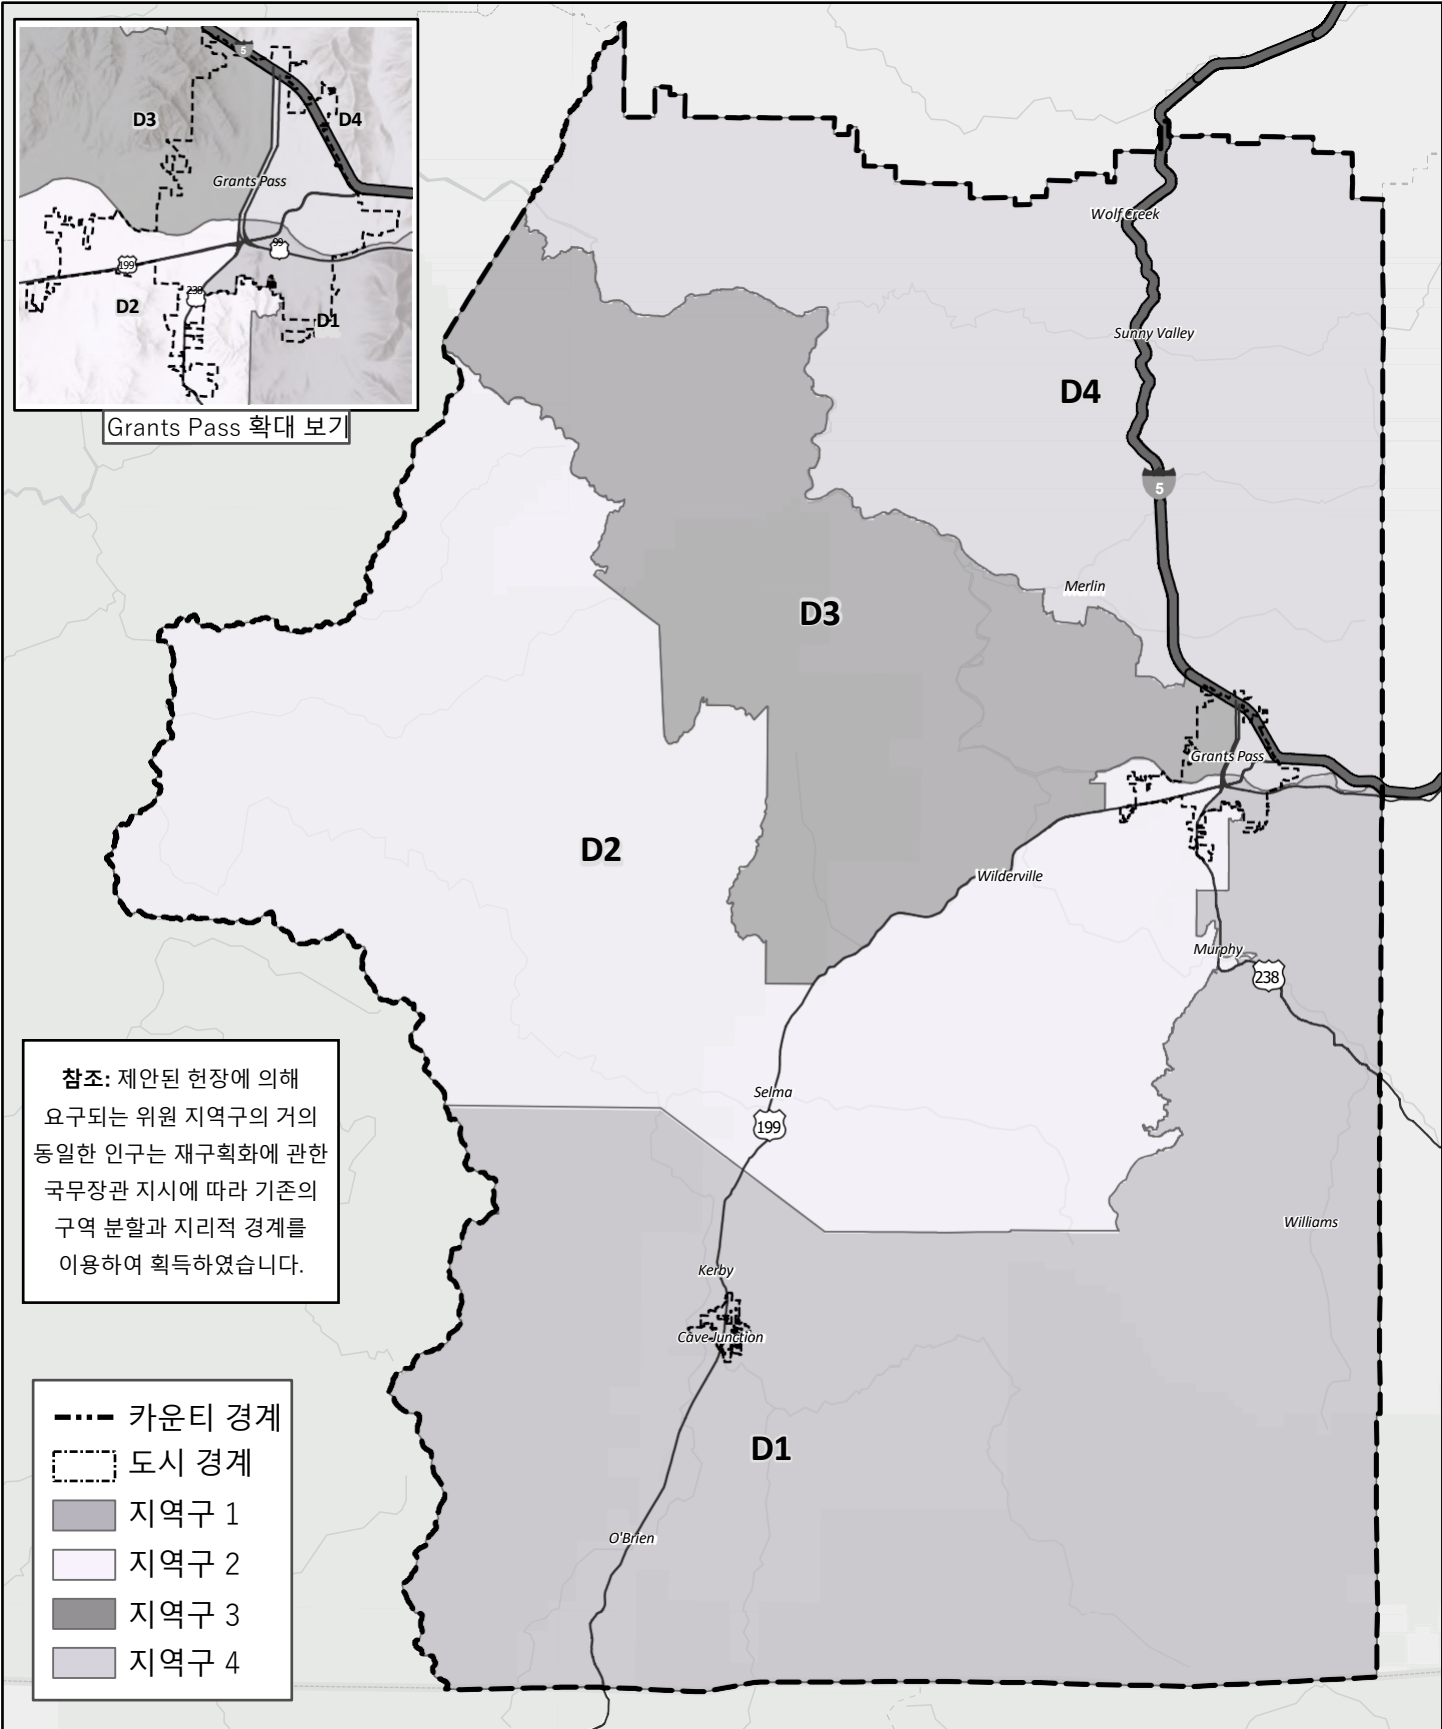 5
D3
D4
Grants Pass
99
199
238
D2
D1
Grants Pass 확대 보기
Wolf Creek
Sunny Valley
D4
5
Merlin
D3
Grants Pass
D2
Wilderville
Murphy
238
Selma
199
Williams
Kerby
Cave Junction
D1
O'Brien
참조: 제안된 헌장에 의해
요구되는 위원 지역구의 거의
동일한 인구는 재구획화에 관한
국무장관 지시에 따라 기존의
구역 분할과 지리적 경계를
이용하여 획득하였습니다.
카운티 경계
도시 경계
지역구 1
지역구 2
지역구 3
지역구 4